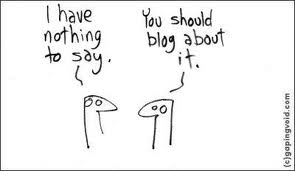 I have
nothing
to say.
You should
blog about
it.
(c)gapingvoid.com